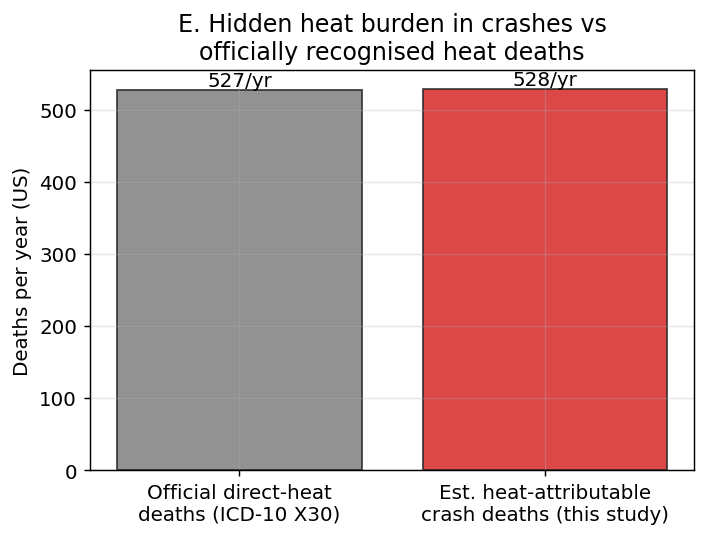 E. Hidden heat burden in crashes vs
officially recognised heat deaths
527/yr
528/yr
500
400
300
200
100
0
Deaths per year (US)
Official direct-heat
deaths (ICD-10 X30)
Est. heat-attributable
crash deaths (this study)